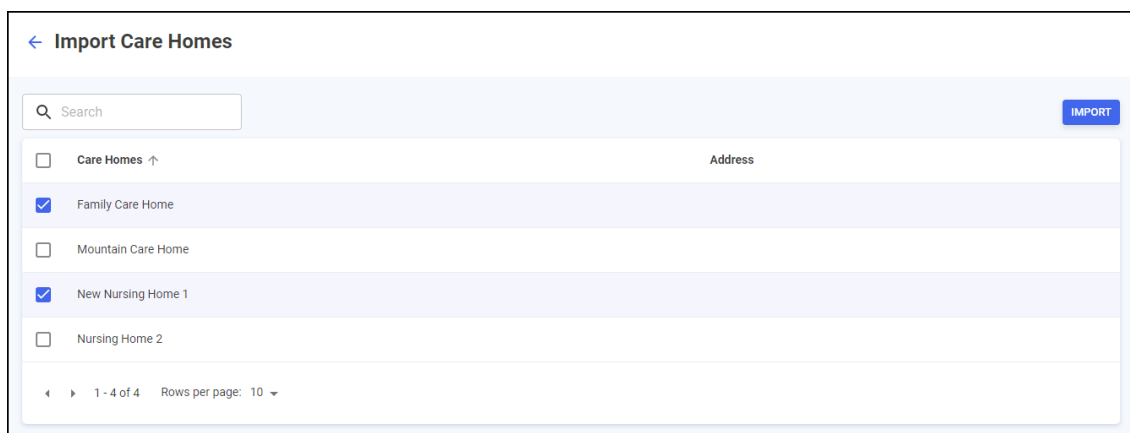 Import Care Homes
Search
IMPORT
Care Homes Address
Family Care Home
Mountain Care Home
New Nursing Home 1
Nursing Home 2
1 - 4 of 4 Rows per page: 10